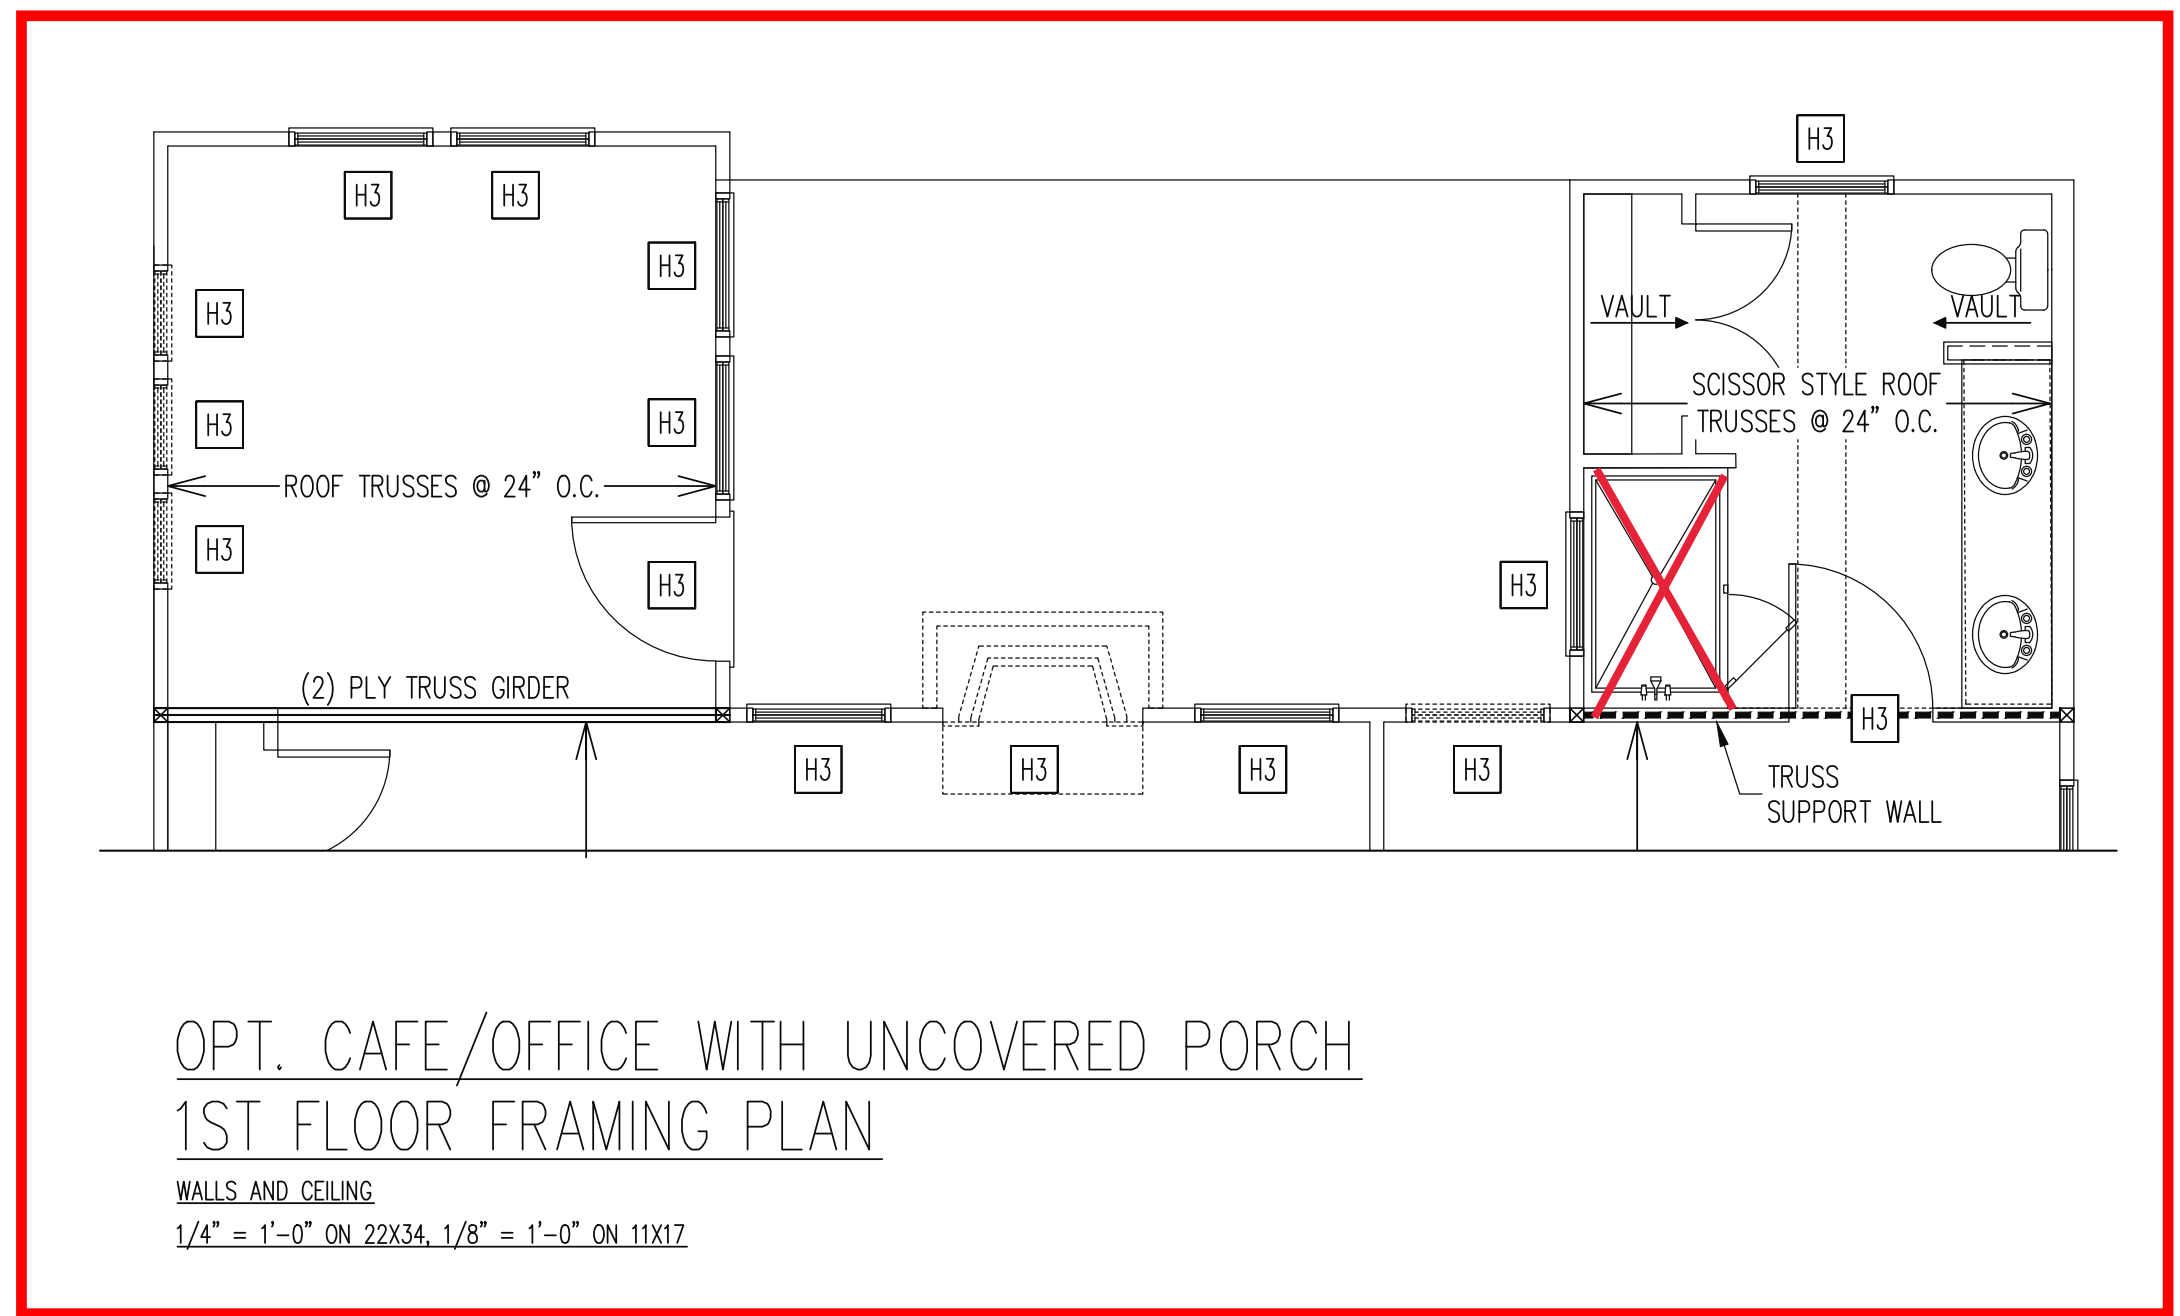 H3
H3 H3
H3
H3
VAULT VAULT
H3
SCISSOR STYLE ROOF
TRUSSES @ 24" O.C.
H3
H3
ROOF TRUSSES @ 24" O.C.
H3
H3
H3
(2) PLY TRUSS GIRDER
H3
H3 H3 H3 H3
TRUSS
SUPPORT WALL
OPT. CAFE/OFFICE WITH UNCOVERED PORCH
1ST FLOOR FRAMING PLAN
WALLS AND CEILING
1/4" = 1'-0" ON 22X34, 1/8" = 1'-0" ON 11X17